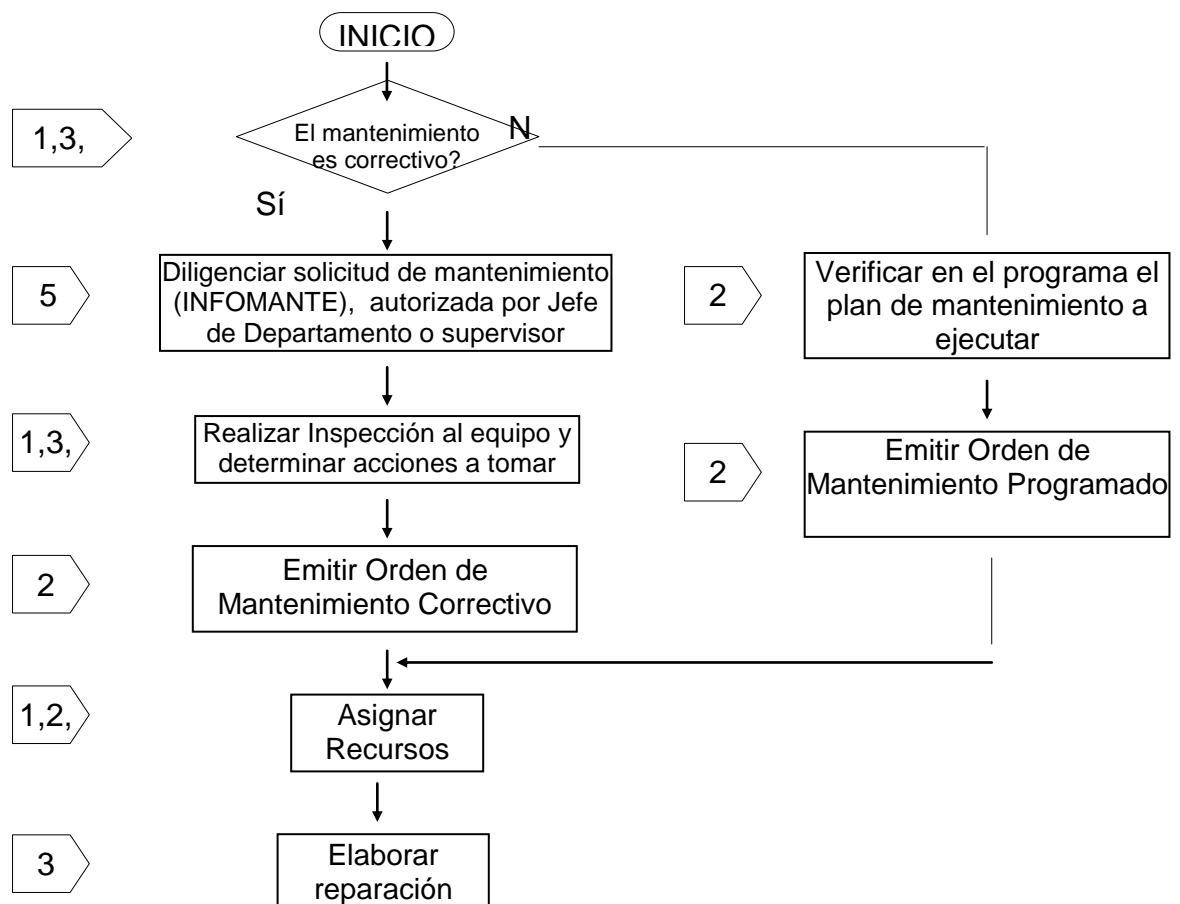 INICIO
1,3,
El mantenimiento
es correctivo?
N
Sí
5
Diligenciar solicitud de mantenimiento
(INFOMANTE), autorizada por Jefe
de Departamento o supervisor
2
Verificar en el programa el
plan de mantenimiento a
ejecutar
1,3,
Realizar Inspección al equipo y
determinar acciones a tomar
2
Emitir Orden de
Mantenimiento Programado
2
Emitir Orden de
Mantenimiento Correctivo
1,2,
Asignar
Recursos
3
Elaborar
reparación